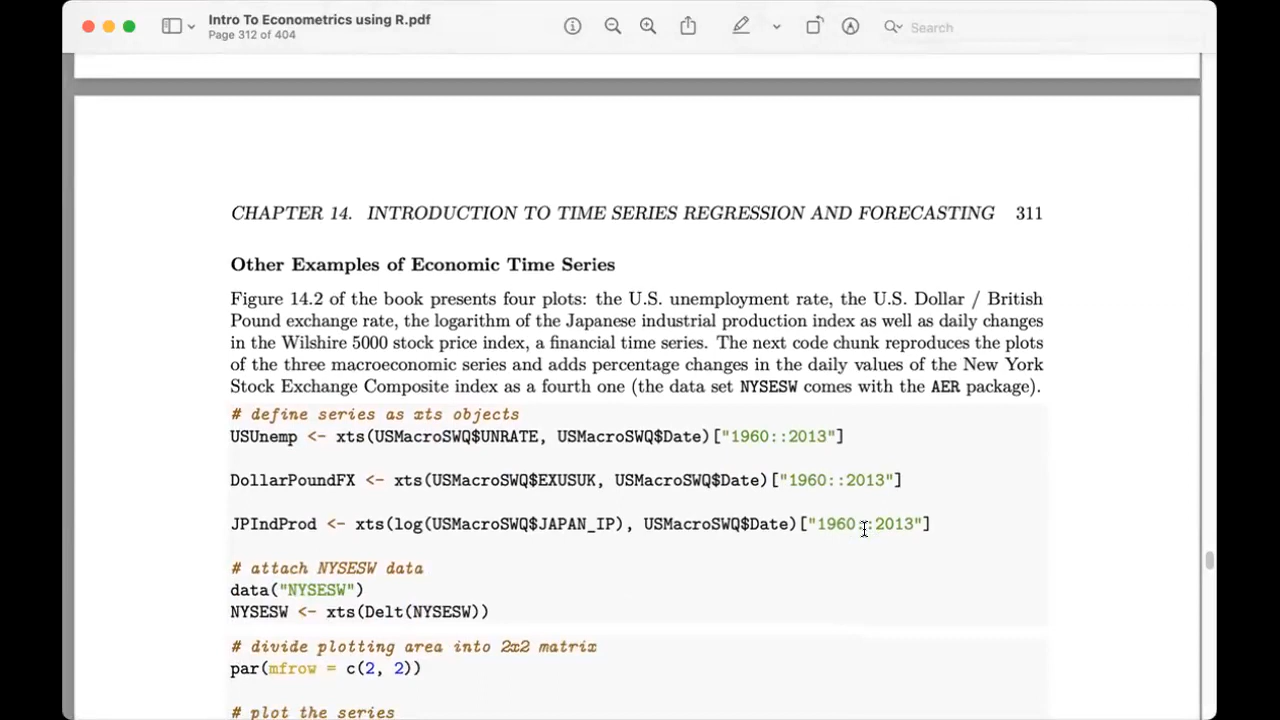 Intro To Econometrics using R.pdf
Page 312 of 404
Search
CHAPTER 14. INTRODUCTION TO TIME SERIES REGRESSION AND FORECASTING 311
Other Examples of Economic Time Series
Figure 14.2 of the book presents four plots: the U.S. unemployment rate, the U.S. Dollar / British
Pound exchange rate, the logarithm of the Japanese industrial production index as well as daily changes
in the Wilshire 5000 stock price index, a financial time series. The next code chunk reproduces the plots
of the three macroeconomic series and adds percentage changes in the daily values of the New York
Stock Exchange Composite index as a fourth one (the data set NYSESW comes with the AER package).
# define series as xts objects
USUnemp <- xts(USMacroSWQ$UNRATE, USMacroSWQ$Date)["1960::2013"]
DollarPoundFX <- xts(USMacroSWQ$EXUSUK, USMacroSWQ$Date)["1960::2013"]
JPIndProd <- xts(log(USMacroSWQ$JAPAN_IP), USMacroSWQ$Date)["1960::2013"]
# attach NYSESW data
data("NYSESW")
NYSESW <- xts(Delt(NYSESW))
# divide plotting area into 2x2 matrix
par(mfrow = c(2, 2))
# plot the series